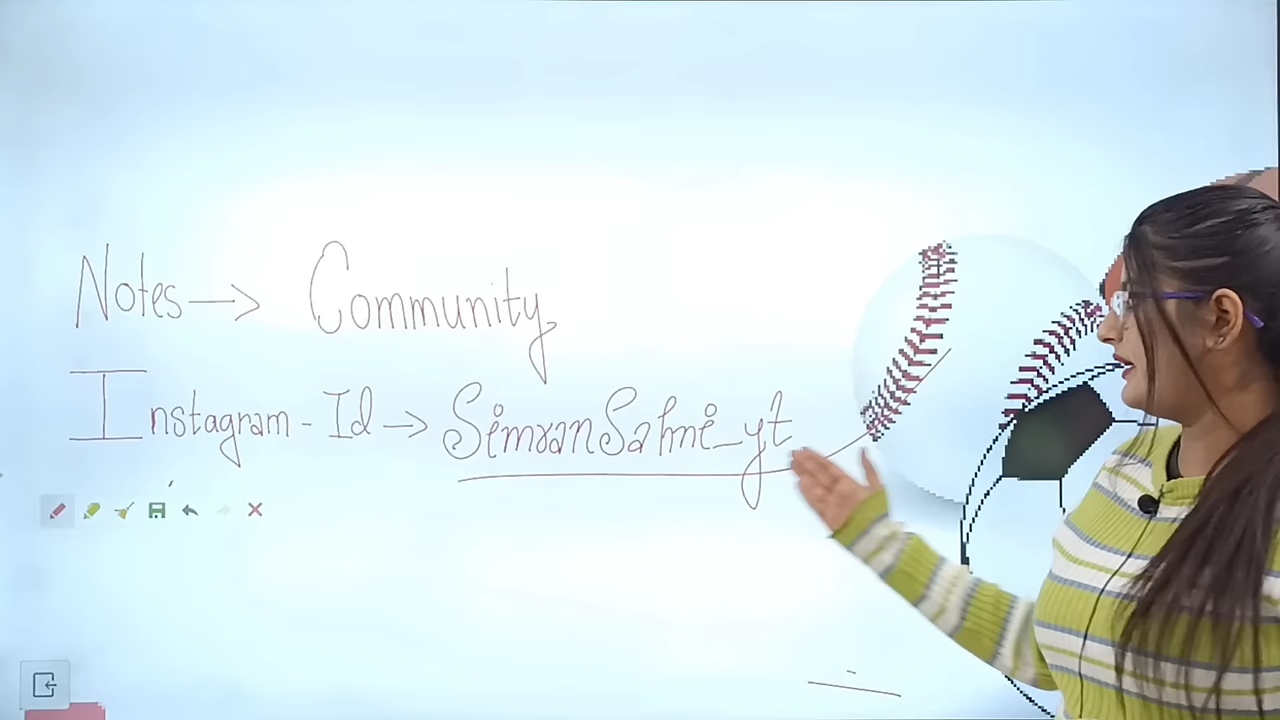 Notes → Community
Instagram - Id → SimranSahni_yt